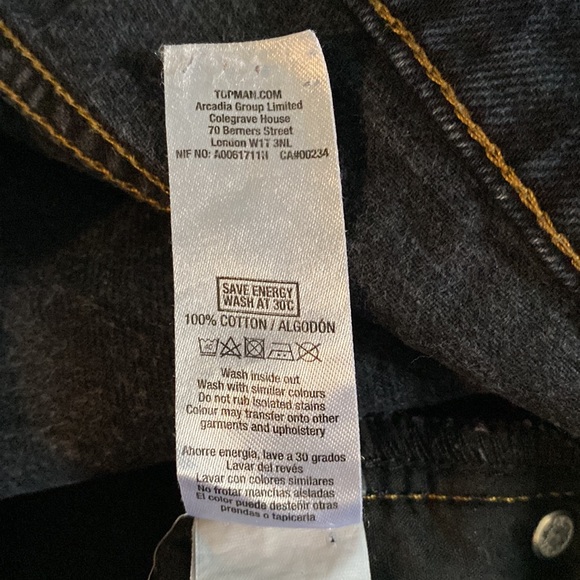 TOPMAN.COM
Arcadia Group Limited
Colegrave House
70 Berners Street
London W1T 3NL
NIF NO: A0061711H CA#00234
SAVE ENERGY
WASH AT 30°C
100% COTTON / ALGODÓN
Wash inside out
Wash with similar colours
Do not rub isolated stains
Colour may transfer onto other
garments and upholstery
Ahorre energía, lave a 30 grados
Lavar del revés
Lavar con colores similares
No frotar manchas aisladas
El color puede desteñir otras
prendas o tapicería